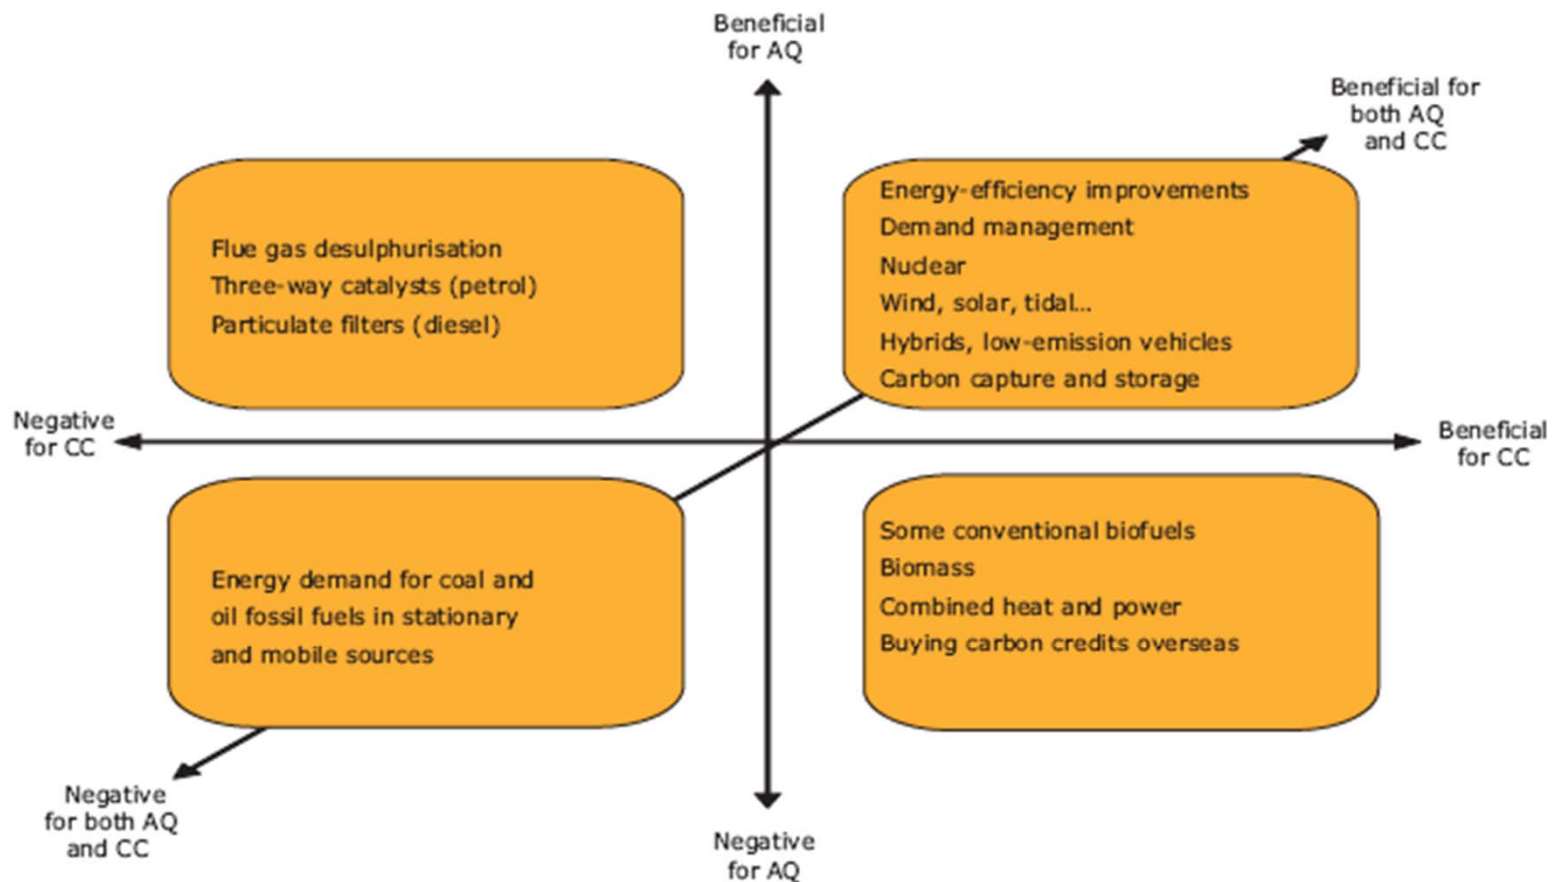 Beneficial
for AQ
Beneficial for
both AQ
and CC
Flue gas desulphurisation
Three-way catalysts (petrol)
Particulate filters (diesel)
Energy-efficiency improvements
Demand management
Nuclear
Wind, solar, tidal...
Hybrids, low-emission vehicles
Carbon capture and storage
Negative
for CC
Beneficial
for CC
Energy demand for coal and
oil fossil fuels in stationary
and mobile sources
Some conventional biofuels
Biomass
Combined heat and power
Buying carbon credits overseas
Negative
for both AQ
and CC
Negative
for AQ